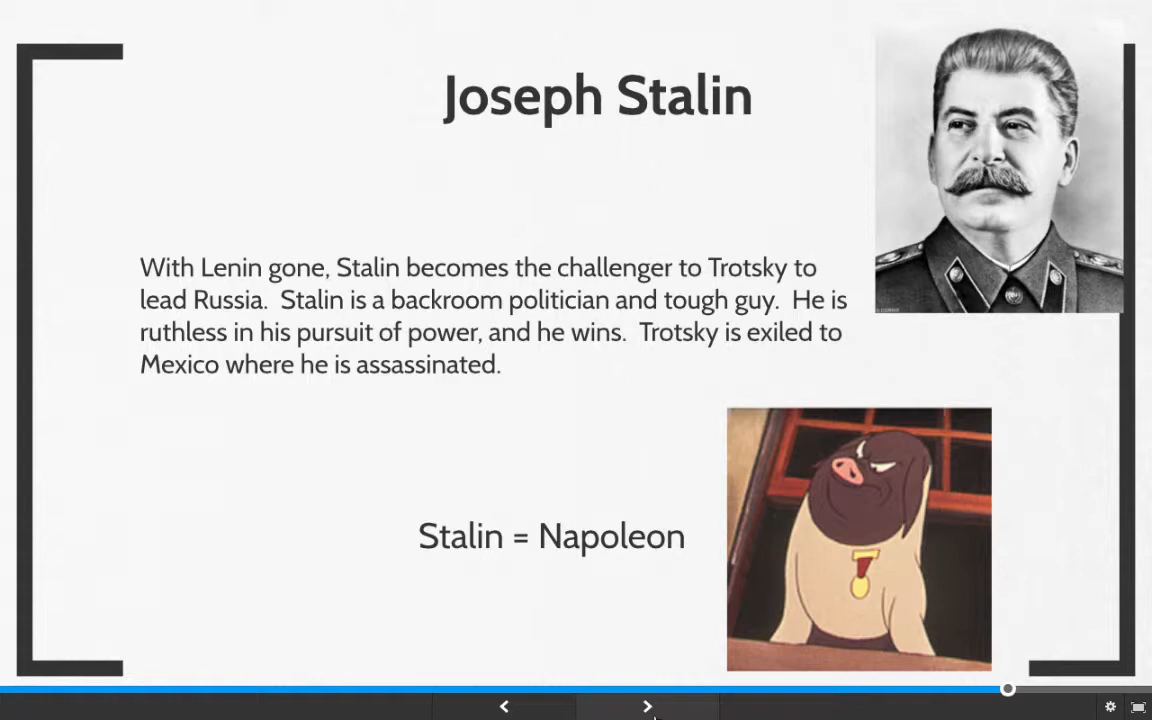 Joseph Stalin
With Lenin gone, Stalin becomes the challenger to Trotsky to
lead Russia.  Stalin is a backroom politician and tough guy.  He is
ruthless in his pursuit of power, and he wins.  Trotsky is exiled to
Mexico where he is assassinated.
Stalin = Napoleon